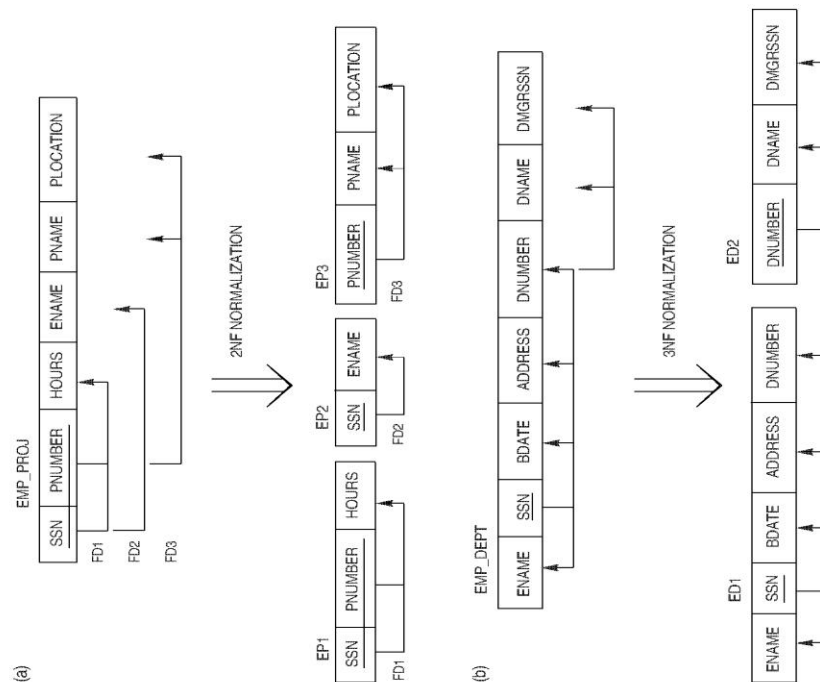 (a)
EMP_PROJ
SSN PNUMBER HOURS ENAME PNAME PLOCATION
FD1
FD2
FD3
2NF NORMALIZATION
EP1 EP2 EP3
SSN PNUMBER HOURS SSN ENAME PNUMBER PNAME PLOCATION
FD1 FD2 FD3
(b)
EMP_DEPT
ENAME SSN BDATE ADDRESS DNUMBER DNAME DMGRSSN
3NF NORMALIZATION
ED1 ED2
ENAME SSN BDATE ADDRESS DNUMBER DNUMBER DNAME DMGRSSN